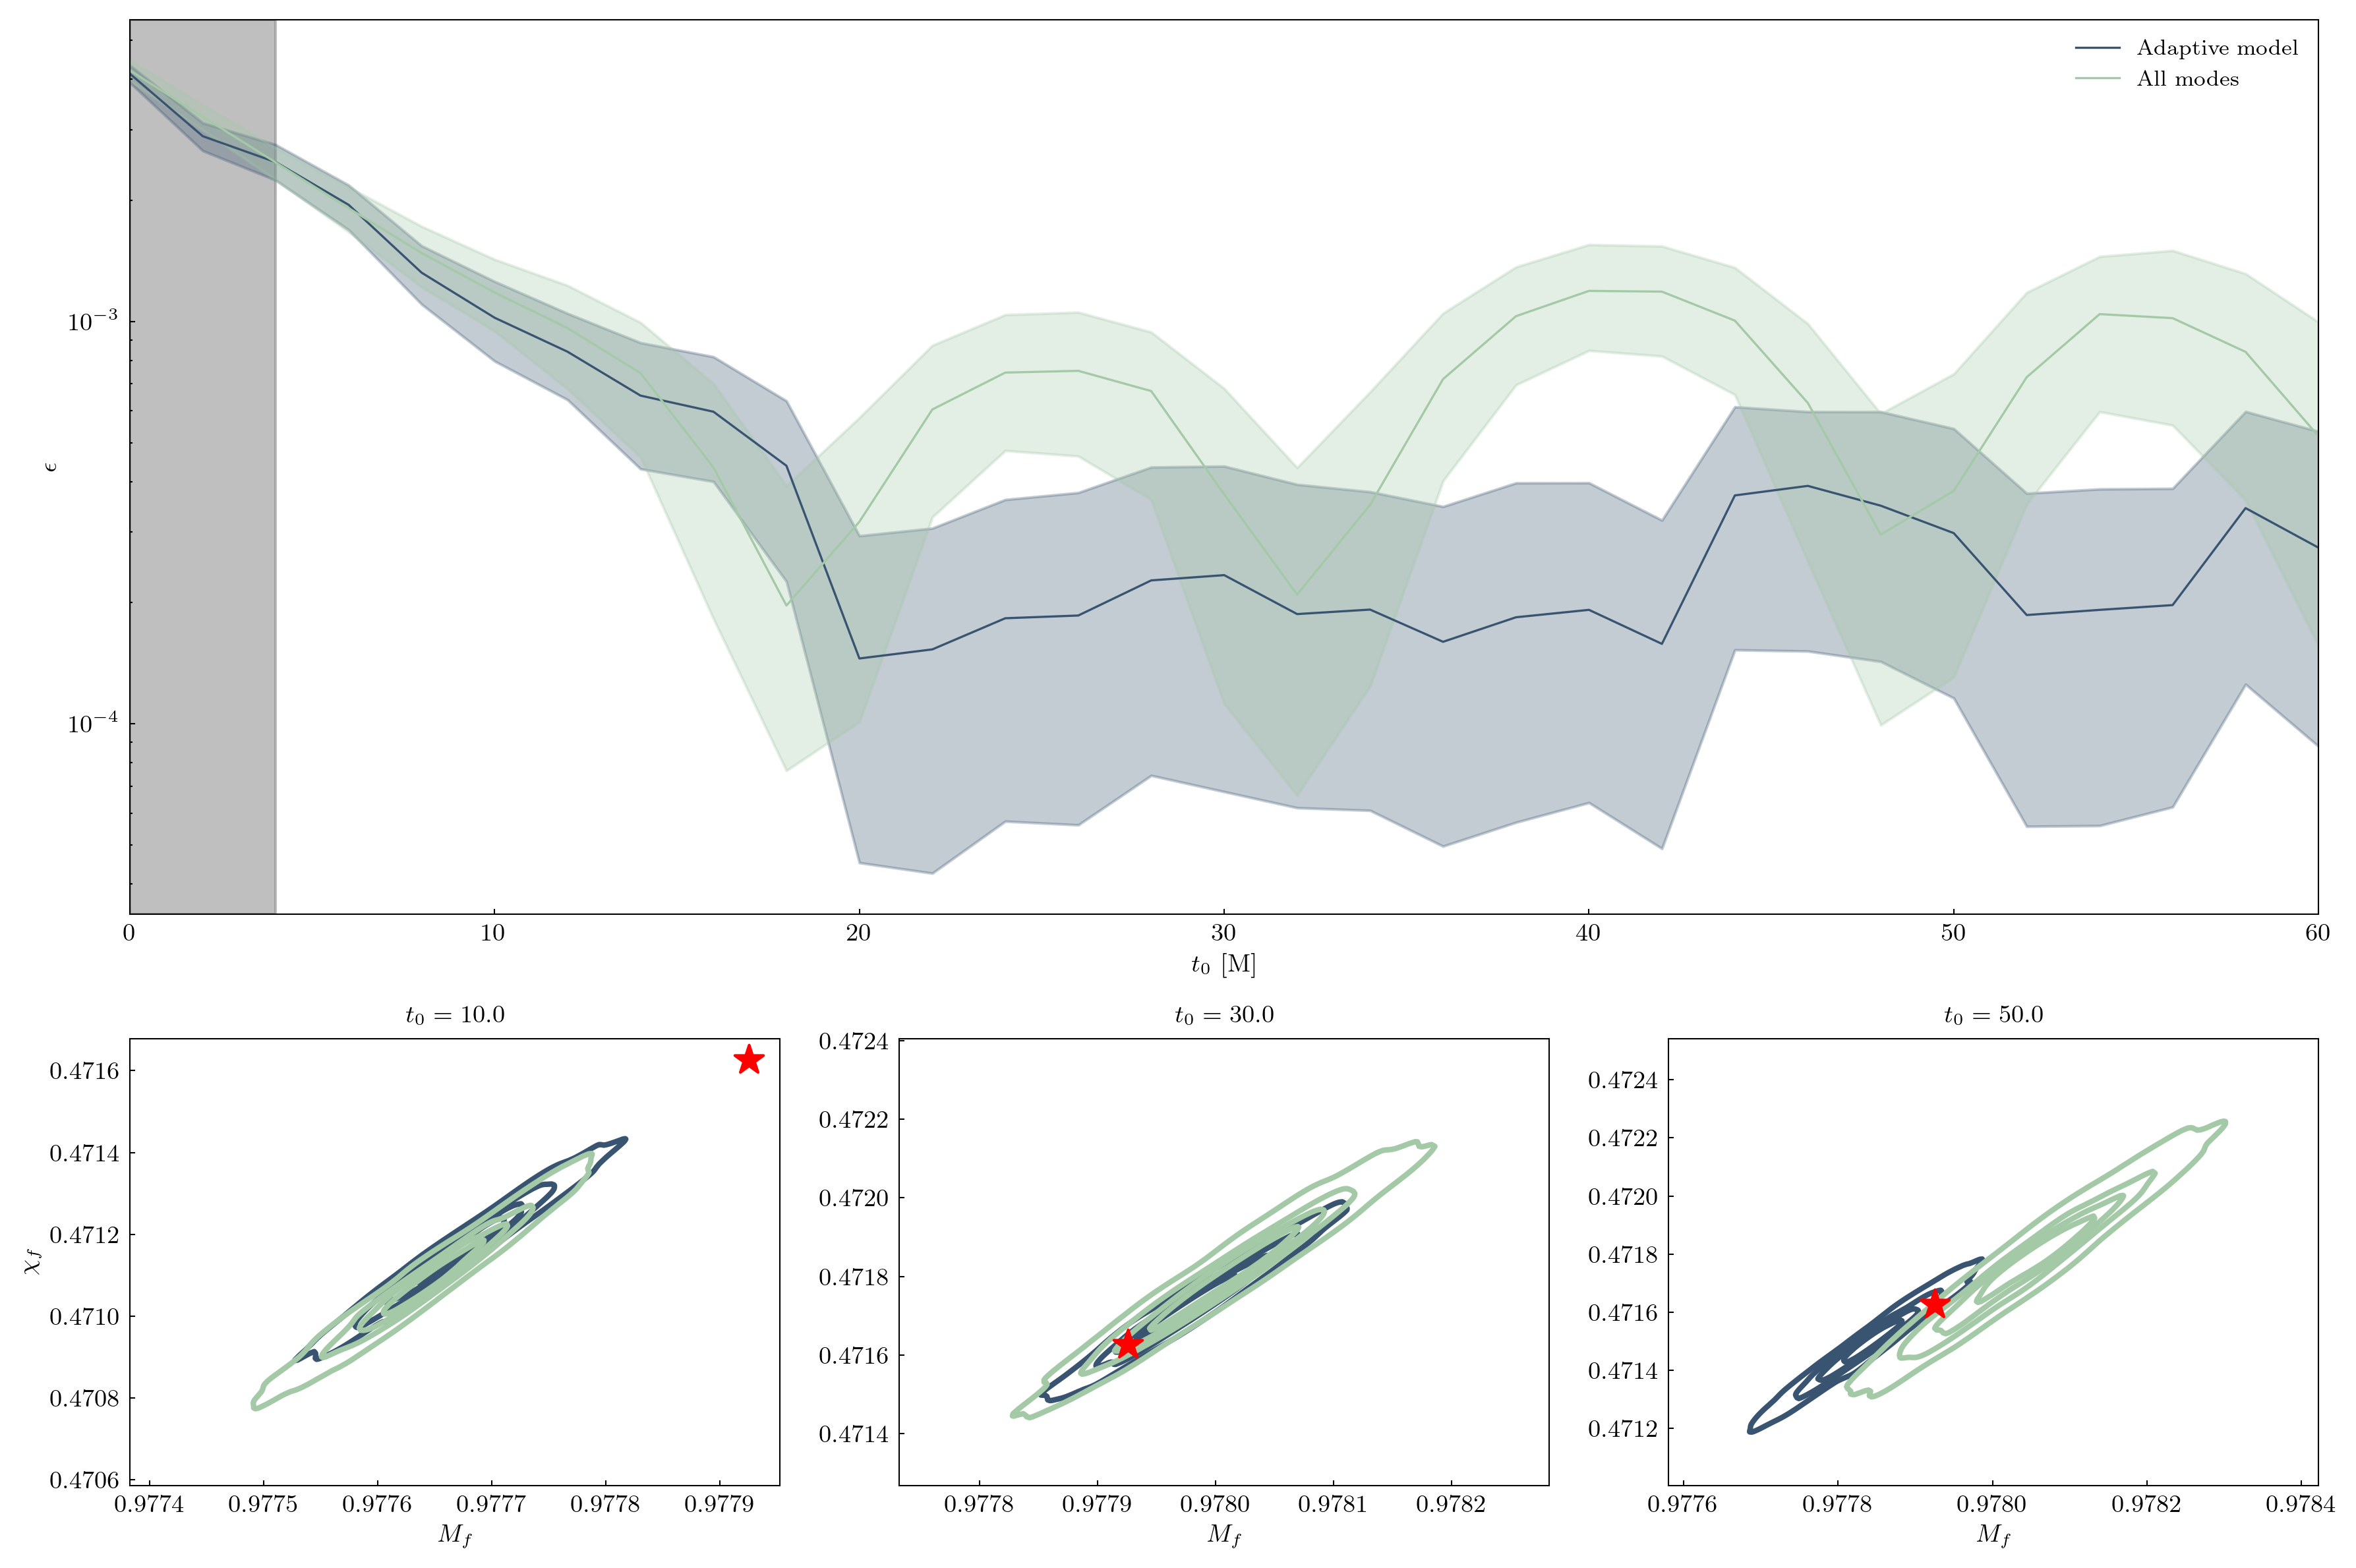 Adaptive model
All modes
10⁻³
ϵ
10⁻⁴
0 10 20 30 40 50 60
t₀ [M]
t₀ = 10.0
t₀ = 30.0
t₀ = 50.0
0.4716
0.4714
0.4712
0.4710
0.4708
0.4706
χ_f
0.9774 0.9775 0.9776 0.9777 0.9778 0.9779
M_f
0.4724
0.4722
0.4720
0.4718
0.4716
0.4714
0.9778 0.9779 0.9780 0.9781 0.9782
M_f
0.4724
0.4722
0.4720
0.4718
0.4716
0.4714
0.4712
0.9776 0.9778 0.9780 0.9782 0.9784
M_f